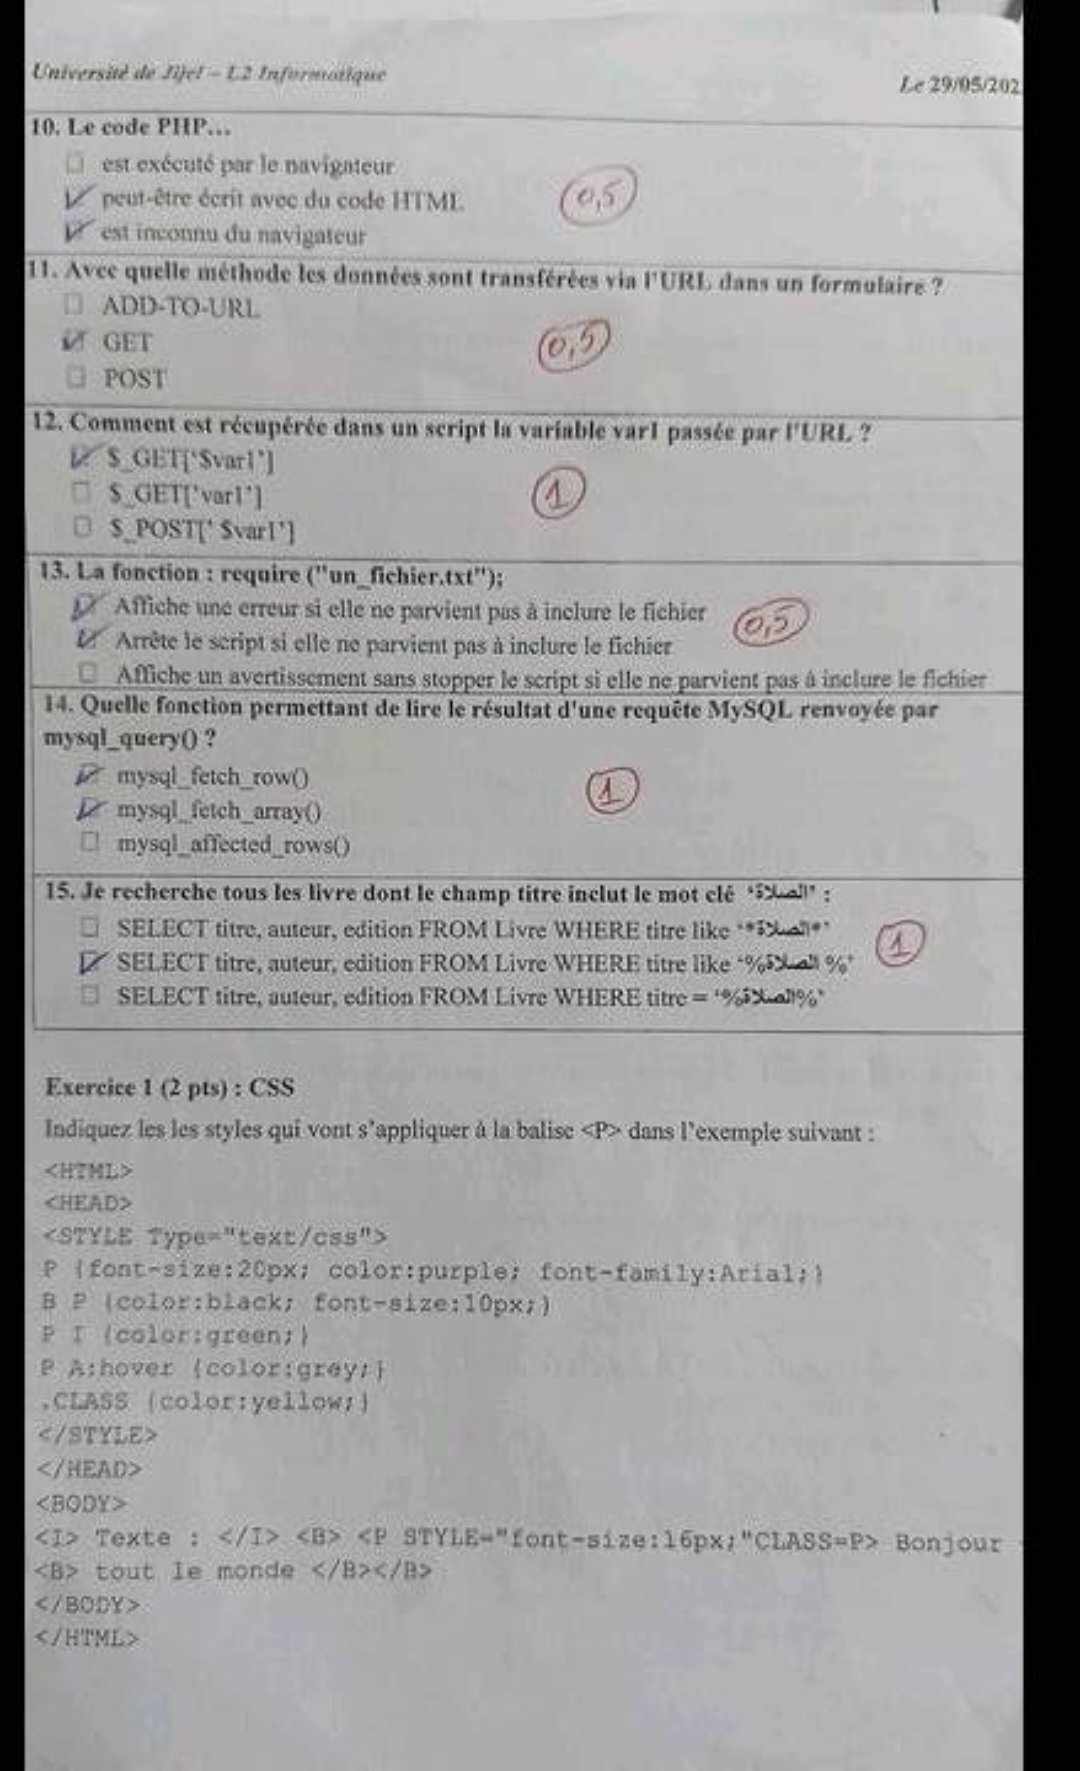 Université de Jijel – L2 Informatique
Le 29/05/202
10. Le code PHP…
est exécuté par le navigateur
peut-être écrit avec du code HTML
est inconnu du navigateur
0,5
11. Avec quelle méthode les données sont transférées via l'URL dans un formulaire ?
ADD-TO-URL
GET
POST
0,5
12. Comment est récupérée dans un script la variable var1 passée par l'URL ?
$_GET['$var1']
$_GET['var1']
$_POST[' $var1']
1
13. La fonction : require ("un_fichier.txt");
Affiche une erreur si elle ne parvient pas à inclure le fichier
Arrête le script si elle ne parvient pas à inclure le fichier
Affiche un avertissement sans stopper le script si elle ne parvient pas à inclure le fichier
0,5
14. Quelle fonction permettant de lire le résultat d'une requête MySQL renvoyée par
mysql_query() ?
mysql_fetch_row()
mysql_fetch_array()
mysql_affected_rows()
1
15. Je recherche tous les livre dont le champ titre inclut le mot clé 'الصلاة' :
SELECT titre, auteur, edition FROM Livre WHERE titre like '*الصلاة*'
SELECT titre, auteur, edition FROM Livre WHERE titre like '%الصلاة %'
SELECT titre, auteur, edition FROM Livre WHERE titre = '%الصلاة%'
1
Exercice 1 (2 pts) : CSS
Indiquez les les styles qui vont s'appliquer à la balise <P> dans l'exemple suivant :
<HTML>
<HEAD>
<STYLE Type="text/css">
P {font-size:20px; color:purple; font-family:Arial;}
B P {color:black; font-size:10px;}
P I {color:green;}
P A:hover {color:grey;}
.CLASS {color:yellow;}
</STYLE>
</HEAD>
<BODY>
<I> Texte : </I> <B> <P STYLE="font-size:16px;"CLASS=P> Bonjour
<B> tout le monde </B></B>
</BODY>
</HTML>